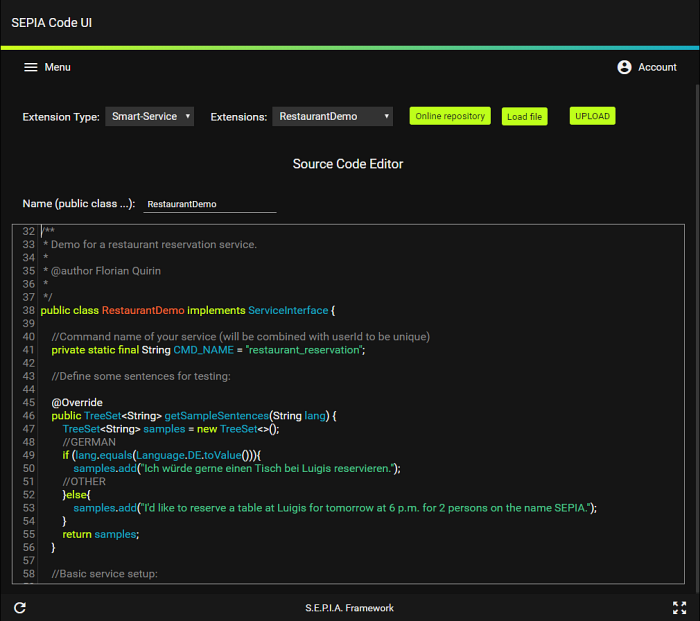 SEPIA Code UI
Menu Account
Extension Type: Smart-Service Extensions: RestaurantDemo Online repository Load file UPLOAD
Source Code Editor
Name (public class ...): RestaurantDemo
32 /**
33 * Demo for a restaurant reservation service.
34 *
35 * @author Florian Quirin
36 *
37 */
38 public class RestaurantDemo implements ServiceInterface {
39
40 //Command name of your service (will be combined with userId to be unique)
41 private static final String CMD_NAME = "restaurant_reservation";
42
43 //Define some sentences for testing:
44
45 @Override
46 public TreeSet<String> getSampleSentences(String lang) {
47 TreeSet<String> samples = new TreeSet<>();
48 //GERMAN
49 if (lang.equals(Language.DE.toValue())){
50 samples.add("Ich würde gerne einen Tisch bei Luigis reservieren.");
51 //OTHER
52 }else{
53 samples.add("I'd like to reserve a table at Luigis for tomorrow at 6 p.m. for 2 persons on the name SEPIA.");
54 }
55 return samples;
56 }
57
58 //Basic service setup:
S.E.P.I.A. Framework